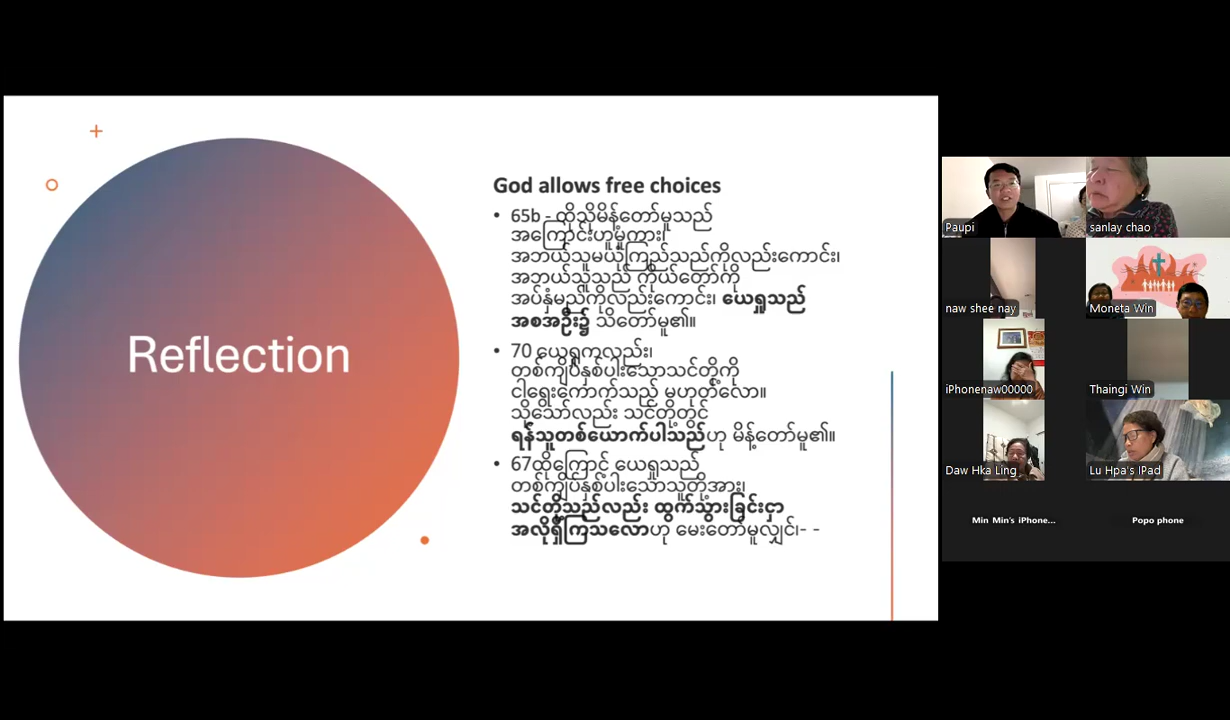 Reflection
God allows free choices
• 65b - ထိုသို့မိန့်တော်မူသည်
အကြောင်းဟူမူကား၊
အဘယ်သူမယုံကြည်သည်ကိုလည်းကောင်း၊
အဘယ်သူသည် ကိုယ်တော်ကို
အပ်နှံမည်ကိုလည်းကောင်း၊ ယေရှုသည်
အစအဦး၌ သိတော်မူ၏။
• 70 ယေရှုကလည်း၊
တစ်ကျိပ်နှစ်ပါးသောသင်တို့ကို
ငါရွေးကောက်သည် မဟုတ်လော။
သို့သော်လည်း သင်တို့တွင်
ရန်သူတစ်ယောက်ပါသည်ဟု မိန့်တော်မူ၏။
• 67ထို့ကြောင့် ယေရှုသည်
တစ်ကျိပ်နှစ်ပါးသောသူတို့အား၊
သင်တို့သည်လည်း ထွက်သွားခြင်းငှာ
အလိုရှိကြသလောဟု မေးတော်မူလျှင်၊- -
Paupi
sanlay chao
naw shee nay
Moneta Win
iPhonenaw00000
Thaingi Win
Daw Hka Ling
Lu Hpa's IPad
Min Min's iPhone...
Popo phone